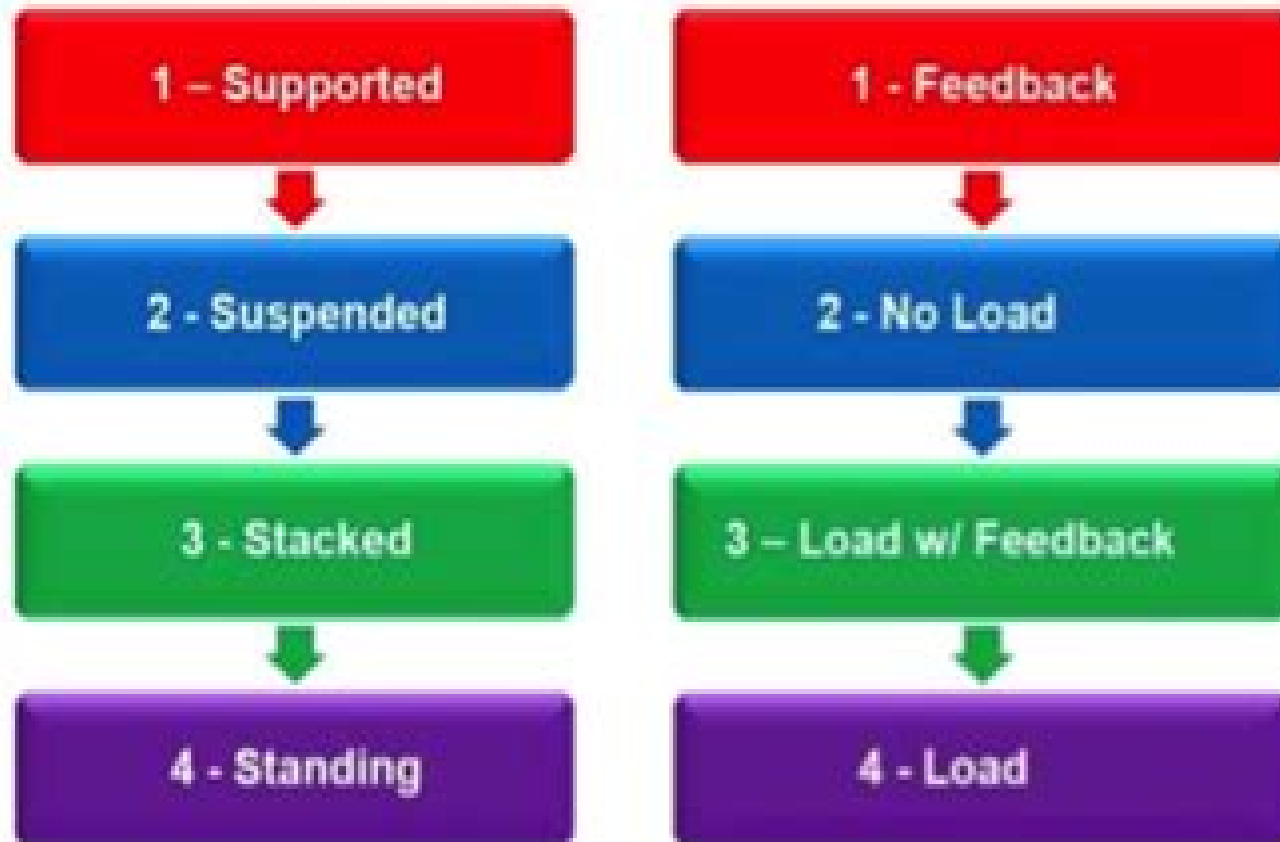 1 – Supported
2 - Suspended
3 - Stacked
4 - Standing
1 - Feedback
2 - No Load
3 – Load w/ Feedback
4 - Load